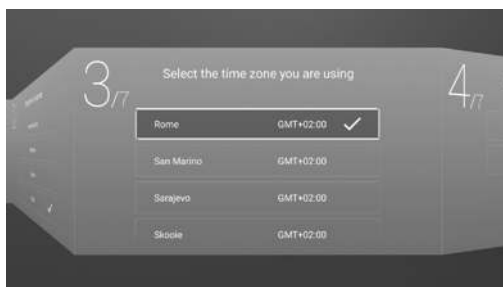 3/7
Select the time zone you are using
4/7
Rome GMT+02:00
San Marino GMT+02:00
Sarajevo GMT+02:00
Skopje GMT+02:00